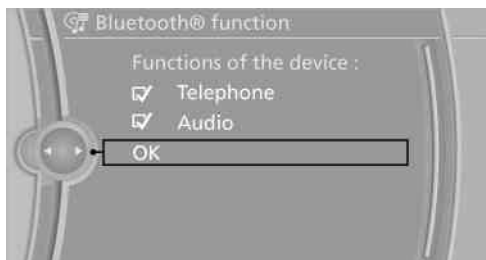 Bluetooth® function
Functions of the device :
Telephone
Audio
OK